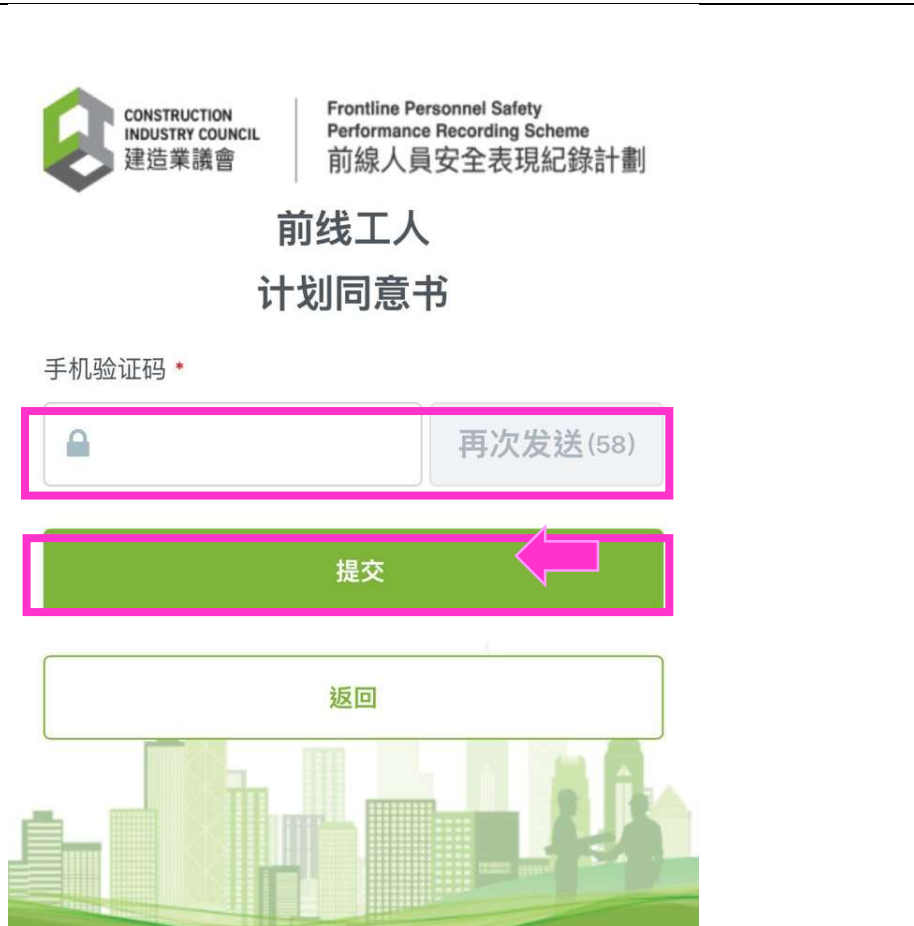 CONSTRUCTION
INDUSTRY COUNCIL
建造業議會
Frontline Personnel Safety
Performance Recording Scheme
前線人員安全表現紀錄計劃
前线工人
计划同意书
手机验证码 *
再次发送(58)
提交
返回